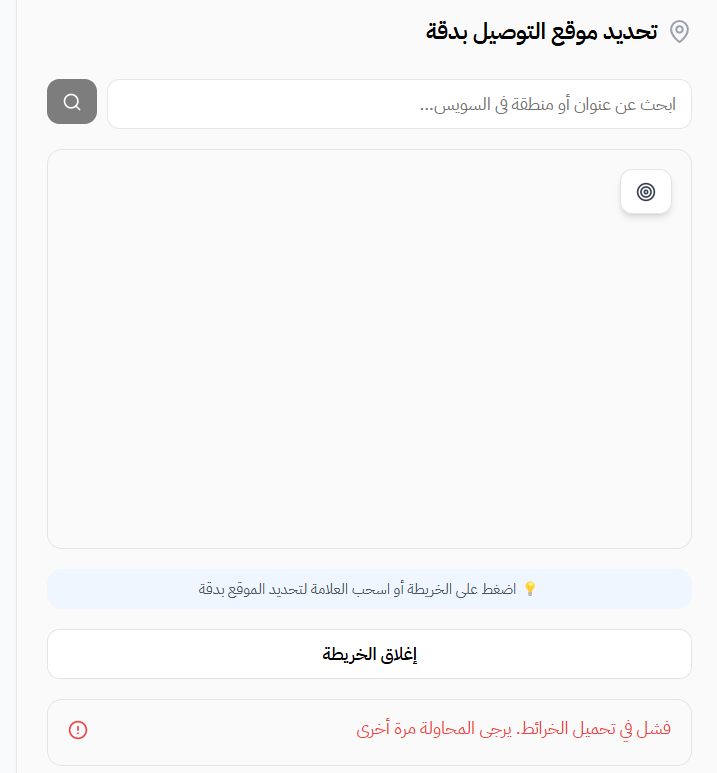 تحديد موقع التوصيل بدقة
ابحث عن عنوان أو منطقة في السويس...
💡 اضغط على الخريطة أو اسحب العلامة لتحديد الموقع بدقة
إغلاق الخريطة
فشل في تحميل الخرائط. يرجى المحاولة مرة أخرى